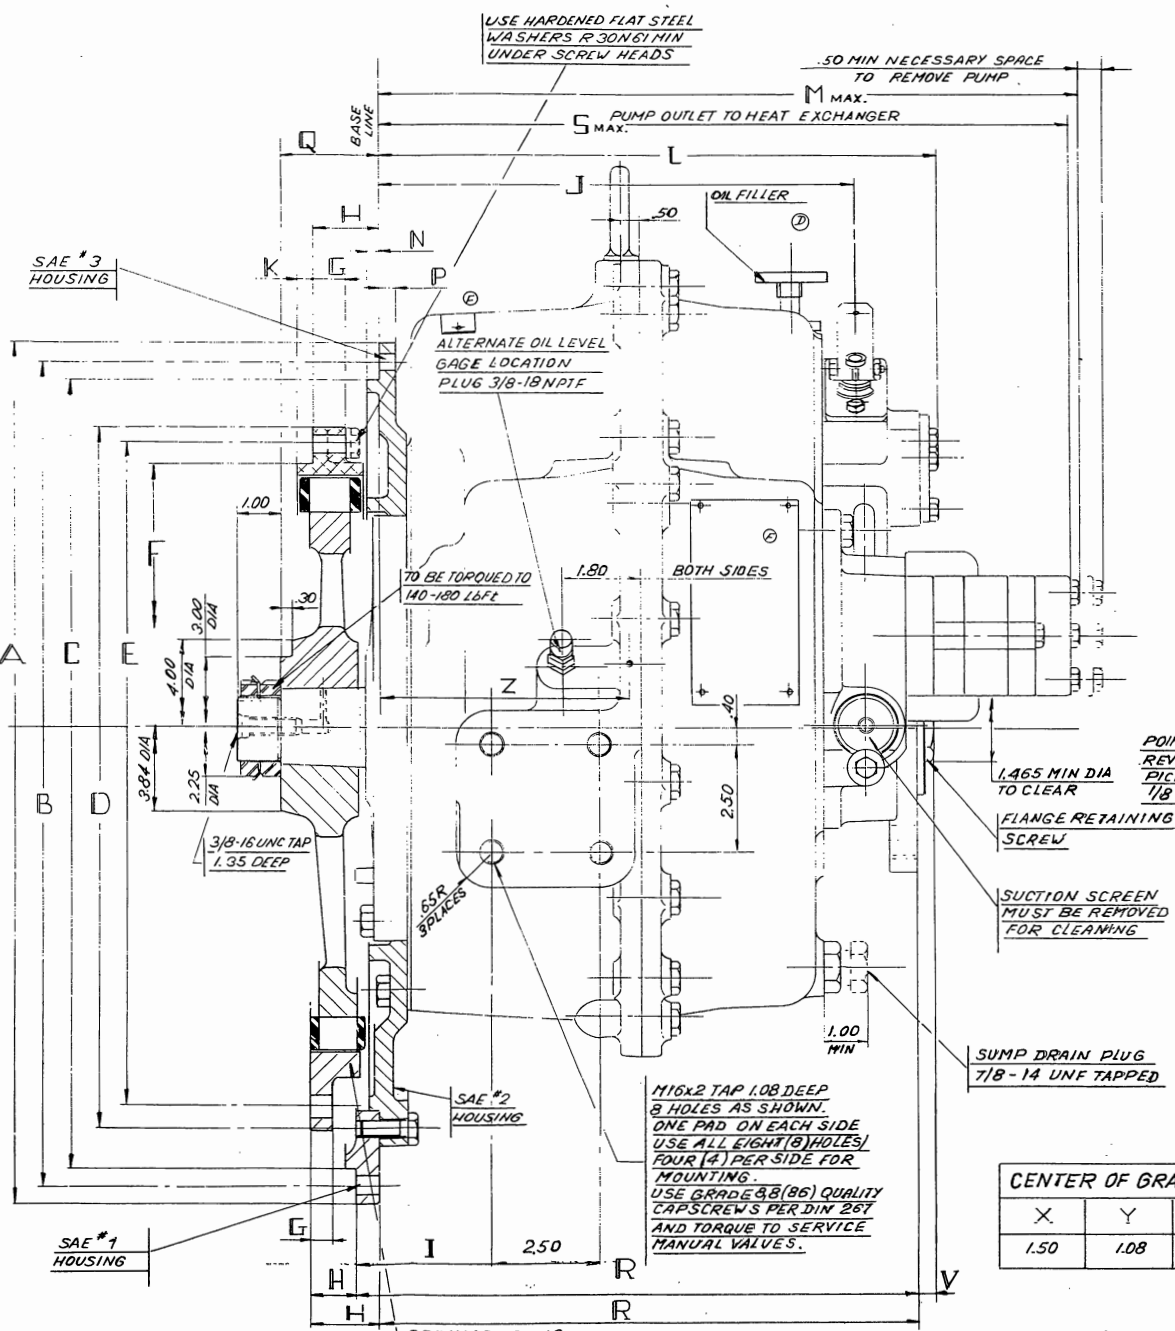 USE HARDENED FLAT STEEL
WASHERS R30N61 MIN
UNDER SCREW HEADS
.50 MIN NECESSARY SPACE
TO REMOVE PUMP
M MAX.
PUMP OUTLET TO HEAT EXCHANGER
S MAX.
BASE
LINE
Q
L
J
OIL FILLER
D
.50
H
N
SAE #3
HOUSING
K
G
P
E
ALTERNATE OIL LEVEL
GAGE LOCATION
PLUG 3/8-18 NPTF
1.00
F
TO BE TORQUED TO
140-180 LbFt
1.80
BOTH SIDES
E
.30
3.00
DIA
4.00
DIA
A
C
E
Z
.40
3.84 DIA
2.25
DIA
B
D
3/8-16 UNC TAP
1.35 DEEP
2.50
1.465 MIN DIA
TO CLEAR
1/8
FLANGE RETAINING
SCREW
.65R
3 PLACES
SUCTION SCREEN
MUST BE REMOVED
FOR CLEANING
1.00
MIN
SUMP DRAIN PLUG
7/8-14 UNF TAPPED
SAE #2
HOUSING
M16x2 TAP 1.08 DEEP
8 HOLES AS SHOWN.
ONE PAD ON EACH SIDE
USE ALL EIGHT (8) HOLES/
FOUR (4) PER SIDE FOR
MOUNTING.
USE GRADE 8,8 (86) QUALITY
CAPSCREWS PER DIN 267
AND TORQUE TO SERVICE
MANUAL VALUES.
CENTER OF GRA
X Y
1.50 1.08
G
SAE #1
HOUSING
I
2.50
R
H
V
H
R